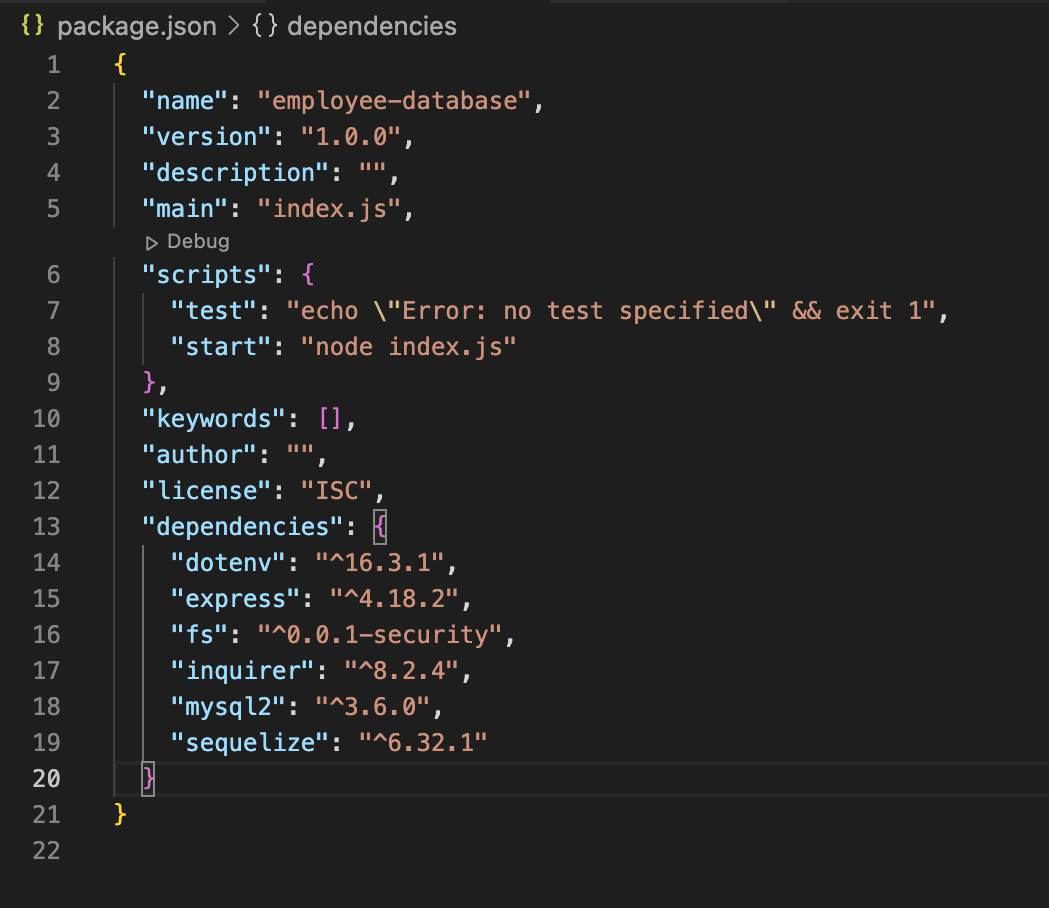 {} package.json > {} dependencies
1 {
2 "name": "employee-database",
3 "version": "1.0.0",
4 "description": "",
5 "main": "index.js",
Debug
6 "scripts": {
7 "test": "echo \"Error: no test specified\" && exit 1",
8 "start": "node index.js"
9 },
10 "keywords": [],
11 "author": "",
12 "license": "ISC",
13 "dependencies": {
14 "dotenv": "^16.3.1",
15 "express": "^4.18.2",
16 "fs": "^0.0.1-security",
17 "inquirer": "^8.2.4",
18 "mysql2": "^3.6.0",
19 "sequelize": "^6.32.1"
20 }
21 }
22